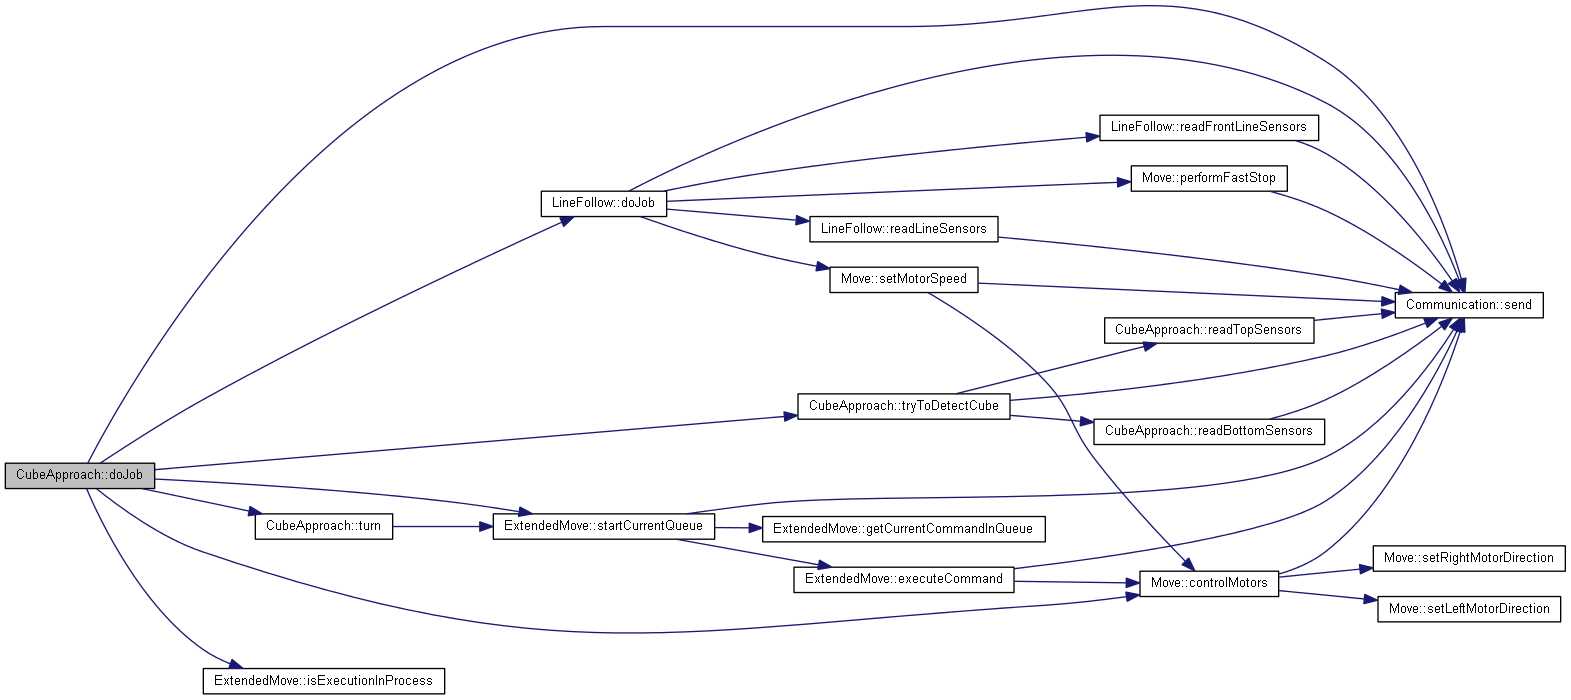 LineFollow::readFrontLineSensors
Move::performFastStop
LineFollow::doJob
LineFollow::readLineSensors
Move::setMotorSpeed
Communication::send
CubeApproach::readTopSensors
CubeApproach::tryToDetectCube
CubeApproach::readBottomSensors
CubeApproach::doJob
CubeApproach::turn
ExtendedMove::startCurrentQueue
ExtendedMove::getCurrentCommandInQueue
Move::setRightMotorDirection
ExtendedMove::executeCommand
Move::controlMotors
Move::setLeftMotorDirection
ExtendedMove::isExecutionInProcess